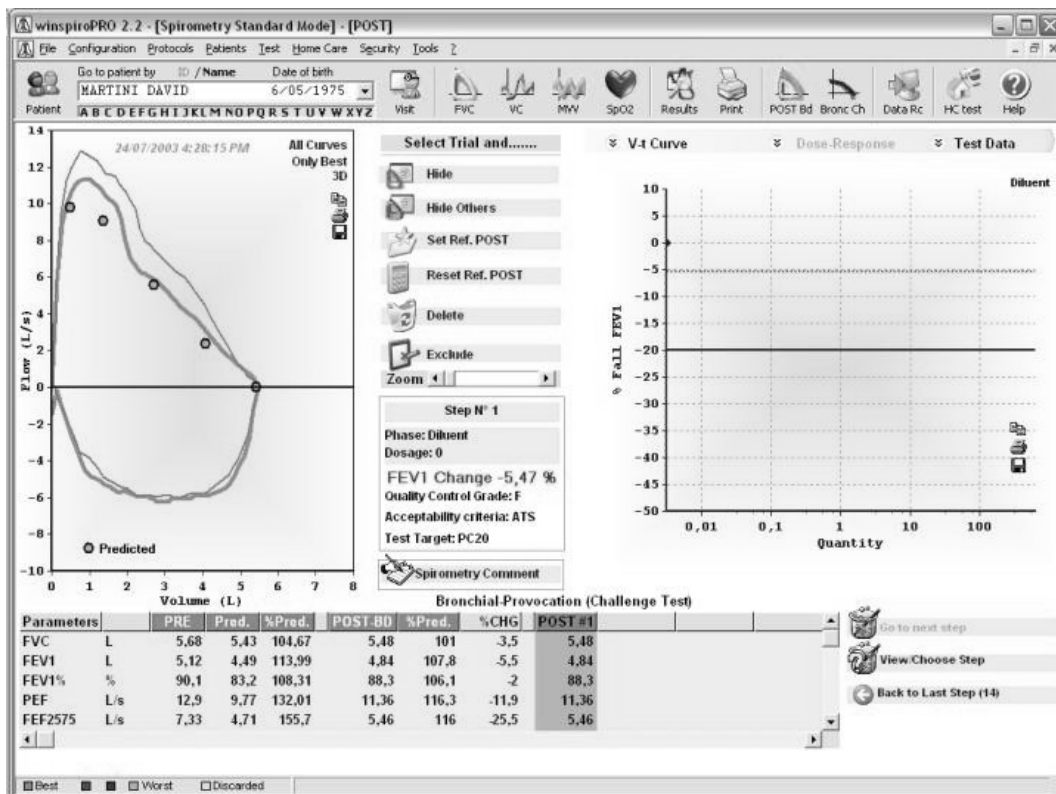 winspiroPRO 2.2 - [Spirometry Standard Mode] - [POST]
File Configuration Protocols Patients Test Home Care Security Tools ?
Go to patient by ID / Name Date of birth
MARTINI DAVID 6/05/1975
A B C D E F G H I J K L M N O P Q R S T U V W X Y Z
Patient Visit FVC VC MVV SpO2 Results Print POST Bd Bronc Ch Data Rc HC test Help
24/07/2003 4:28:15 PM
All Curves
Only Best
3D
14
12
10
8
6
4
2
0
-2
-4
-6
-8
-10
Flow (L/s)
Predicted
0 1 2 3 4 5 6 7 8
Volume (L)
Select Trial and.......
Hide
Hide Others
Set Ref. POST
Reset Ref. POST
Delete
Exclude
Zoom
Step N° 1
Phase: Diluent
Dosage: 0
FEV1 Change -5,47 %
Quality Control Grade: F
Acceptability criteria: ATS
Test Target: PC20
Spirometry Comment
V-t Curve Dose-Response Test Data
Diluent
10
5
0
-5
-10
-15
-20
-25
-30
-35
-40
-45
-50
% Fall FEV1
0,01 0,1 1 10 100
Quantity
Bronchial-Provocation (Challenge Test)
Parameters PRE Pred. %Pred. POST-BD %Pred. %CHG POST #1
FVC L 5,68 5,43 104,67 5,48 101 -3,5 5,48
FEV1 L 5,12 4,49 113,99 4,84 107,8 -5,5 4,84
FEV1% % 90,1 83,2 108,31 88,3 106,1 -2 88,3
PEF L/s 12,9 9,77 132,01 11,36 116,3 -11,9 11,36
FEF2575 L/s 7,33 4,71 155,7 5,46 116 -25,5 5,46
Go to next step
View/Choose Step
Back to Last Step (14)
Best Worst Discarded